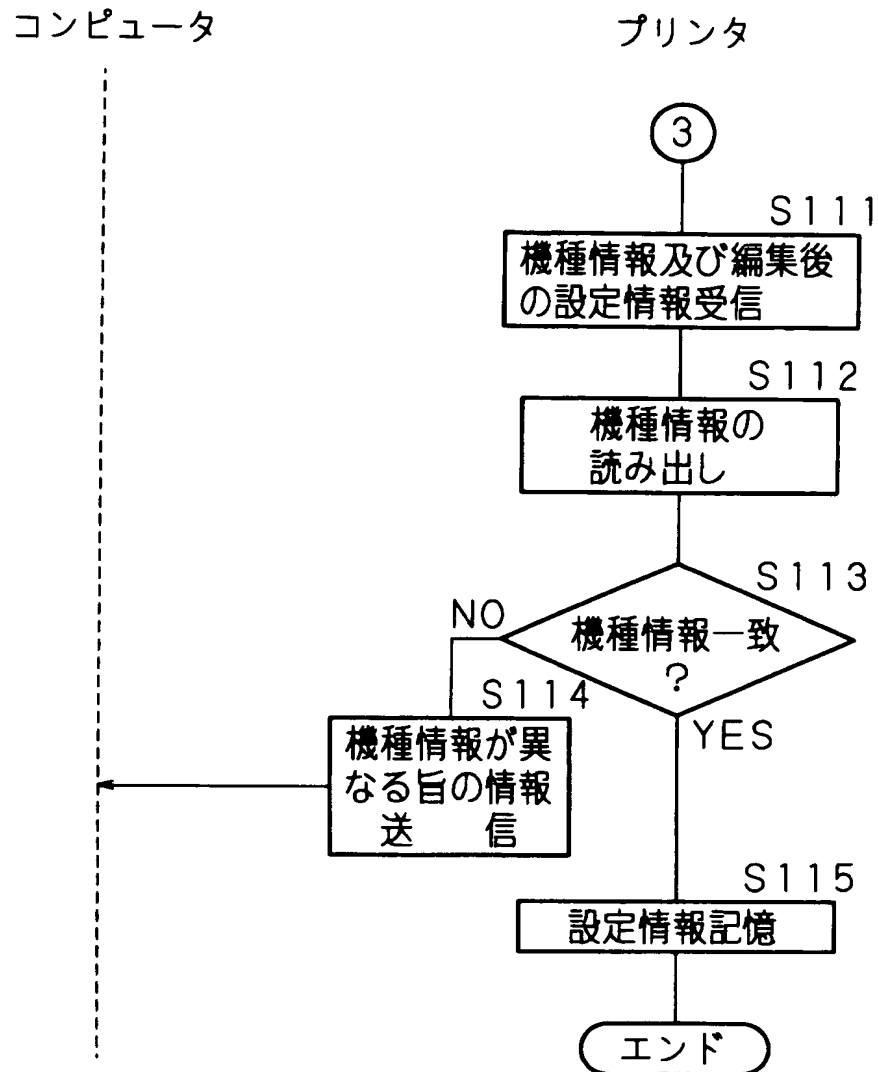 コンピュータ
プリンタ
3
S111
機種情報及び編集後
の設定情報受信
S112
機種情報の
読み出し
S113
機種情報一致
?
NO
YES
S114
機種情報が異
なる旨の情報
送 信
S115
設定情報記憶
エンド